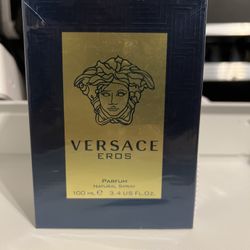 VERSACE
EROS
PARFUM
NATURAL SPRAY
100 ML ℮ 3.4 US FL.OZ.